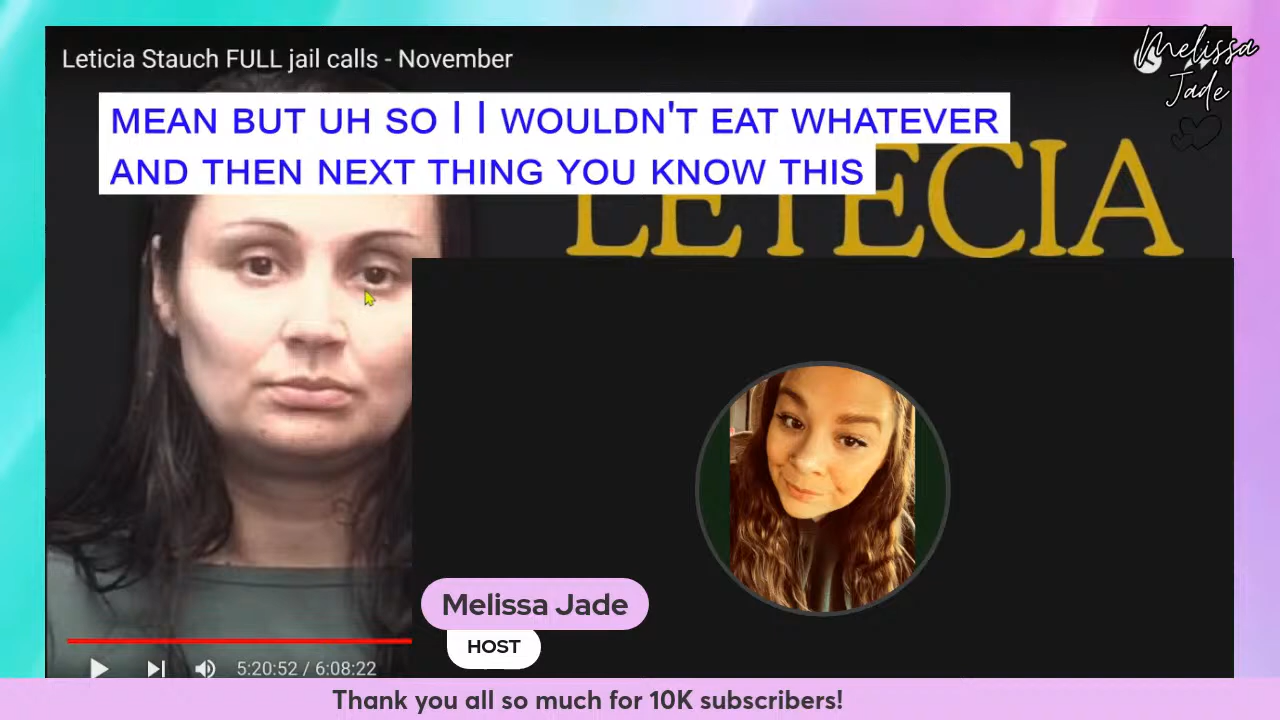 Leticia Stauch FULL jail calls - November
Melissa
Jade
MEAN BUT UH SO I I WOULDN'T EAT WHATEVER
AND THEN NEXT THING YOU KNOW THIS
LETECIA
Melissa Jade
HOST
5:20:52 / 6:08:22
Thank you all so much for 10K subscribers!